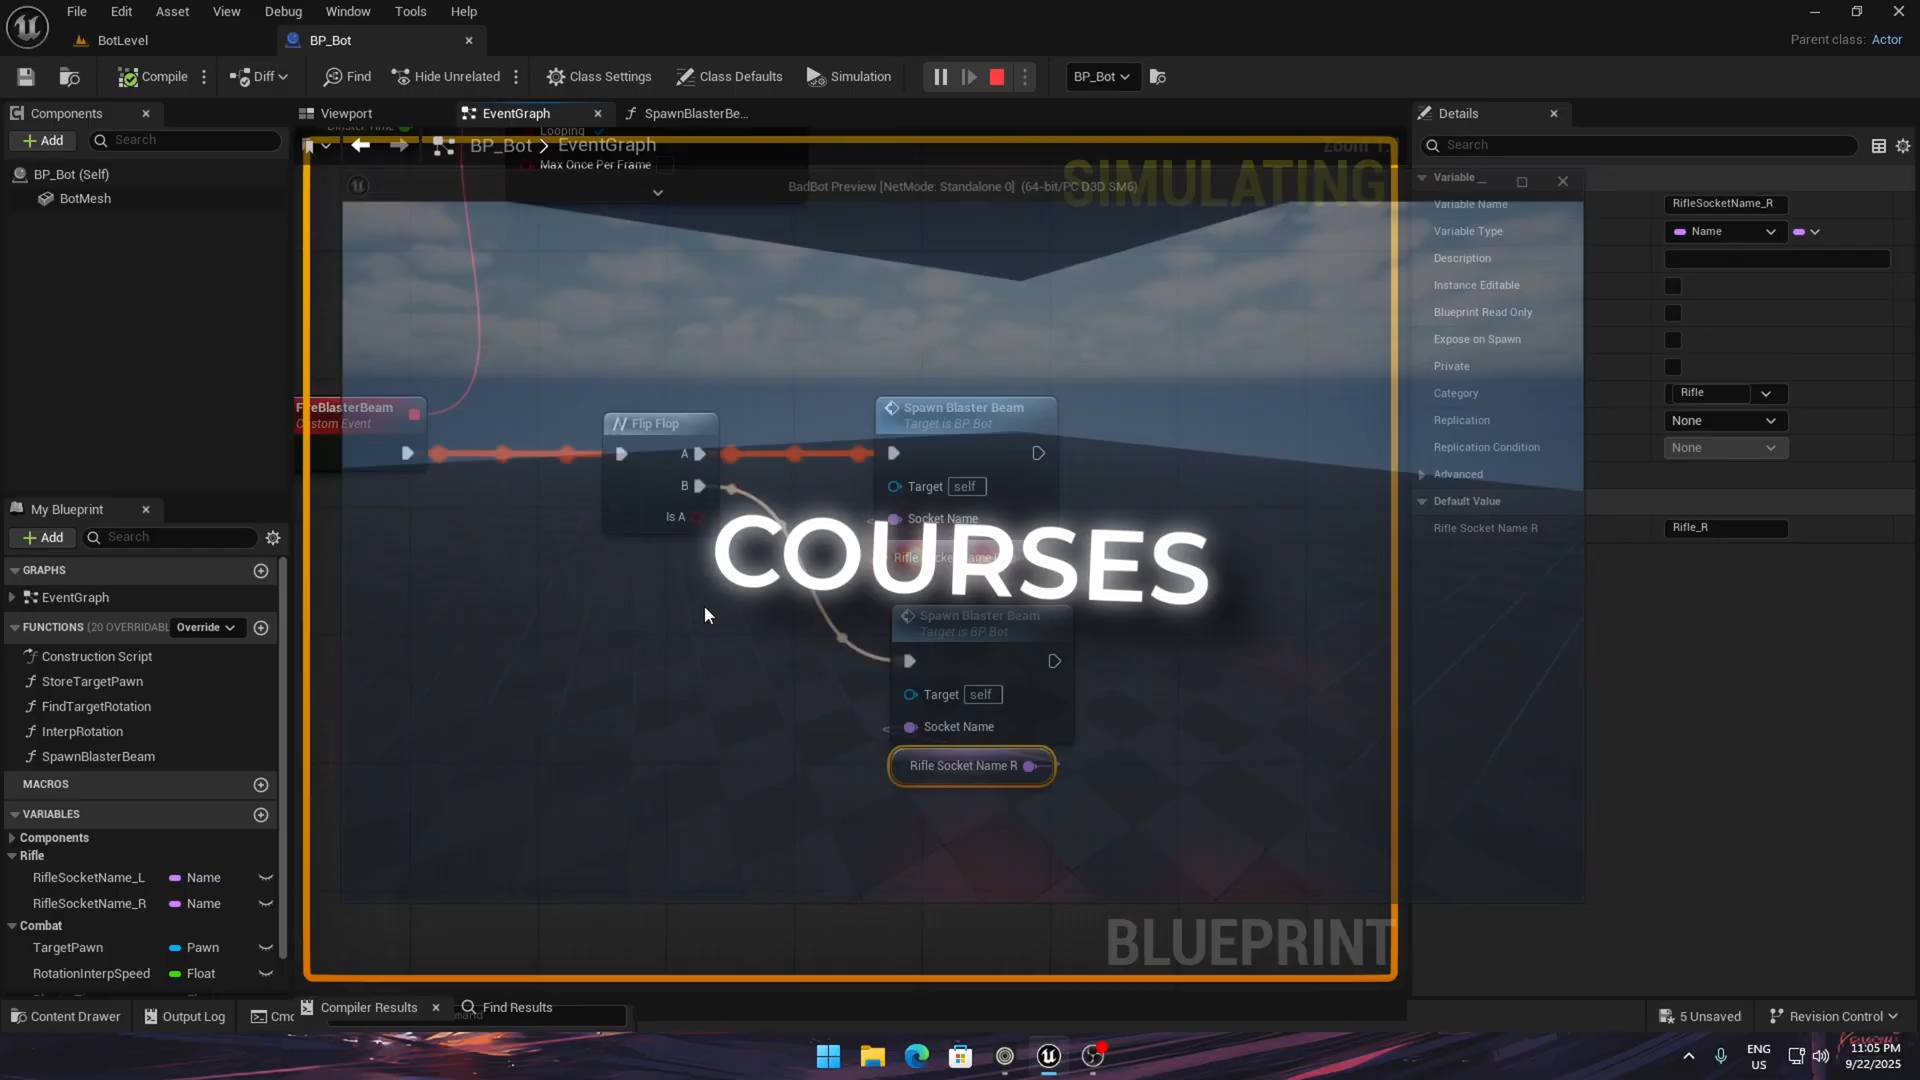 File Edit Asset View Debug Window Tools Help
BotLevel
BP_Bot
Parent class: Actor
Compile
Diff
Find
Hide Unrelated
Class Settings
Class Defaults
Simulation
BP_Bot
Components
Add
Search
BP_Bot (Self)
BotMesh
Viewport
EventGraph
SpawnBlasterBe...
Looping
BP_Bot > EventGraph
Max Once Per Frame
SIMULATING
BadBot Preview [NetMode: Standalone 0] (64-bit/PC D3D SM6)
FireBlasterBeam
Custom Event
Flip Flop
A
B
Is A
Spawn Blaster Beam
Target is BP Bot
Target self
Socket Name
COURSES
Spawn Blaster Beam
Target is BP Bot
Target self
Socket Name
Rifle Socket Name R
BLUEPRINT
My Blueprint
Add
Search
GRAPHS
EventGraph
FUNCTIONS (20 OVERRIDABL Override
Construction Script
StoreTargetPawn
FindTargetRotation
InterpRotation
SpawnBlasterBeam
MACROS
VARIABLES
Components
Rifle
RifleSocketName_L Name
RifleSocketName_R Name
Combat
TargetPawn Pawn
RotationInterpSpeed Float
Details
Search
Variable
Variable Name RifleSocketName_R
Variable Type Name
Description
Instance Editable
Blueprint Read Only
Expose on Spawn
Private
Category Rifle
Replication None
Replication Condition None
Advanced
Default Value
Rifle Socket Name R Rifle_R
Compiler Results
Find Results
Content Drawer
Output Log
5 Unsaved
Revision Control
ENG
US
11:05 PM
9/22/2025